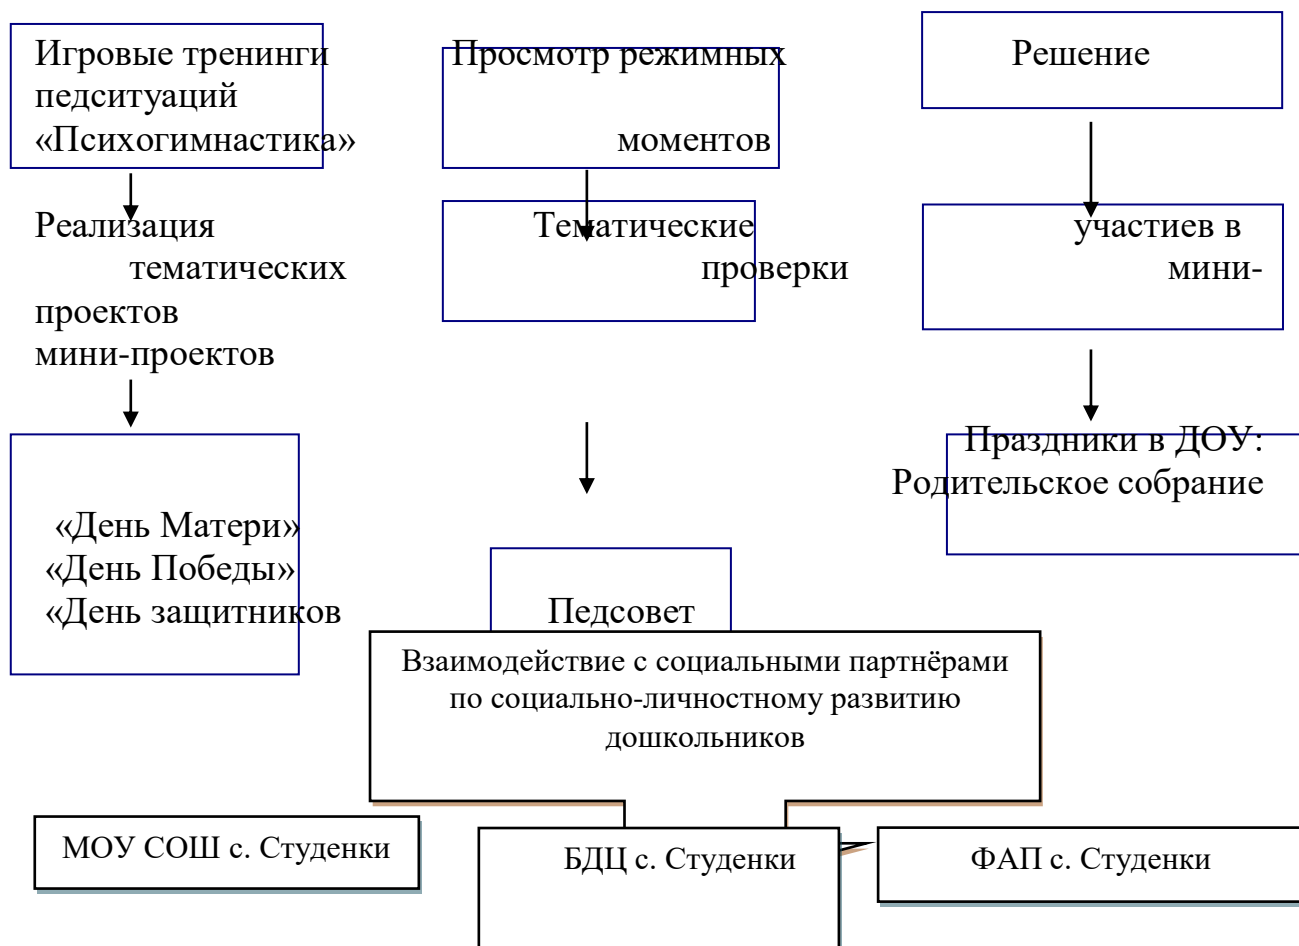 Игровые тренинги
педситуаций
«Психогимнастика»
Просмотр режимных
моментов
Решение
Реализация
тематических
проектов
мини-проектов
Тематические
проверки
участиев в
мини-
«День Матери»
«День Победы»
«День защитников
Педсовет
Праздники в ДОУ:
Родительское собрание
Взаимодействие с социальными партнёрами
по социально-личностному развитию
дошкольников
МОУ СОШ с. Студенки
БДЦ с. Студенки
ФАП с. Студенки